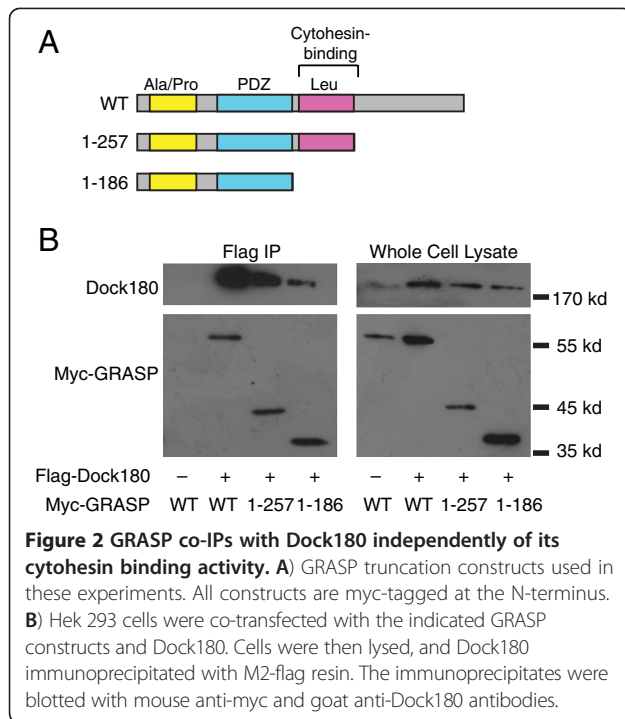 A
Cytohesin-
binding
Ala/Pro PDZ Leu
WT
1-257
1-186
B
Flag IP Whole Cell Lysate
Dock180
170 kd
Myc-GRASP
55 kd
45 kd
35 kd
Flag-Dock180 – + + + – + + +
Myc-GRASP WT WT 1-257 1-186 WT WT 1-257 1-186
Figure 2 GRASP co-IPs with Dock180 independently of its
cytohesin binding activity. A) GRASP truncation constructs used in
these experiments. All constructs are myc-tagged at the N-terminus.
B) Hek 293 cells were co-transfected with the indicated GRASP
constructs and Dock180. Cells were then lysed, and Dock180
immunoprecipitated with M2-flag resin. The immunoprecipitates were
blotted with mouse anti-myc and goat anti-Dock180 antibodies.